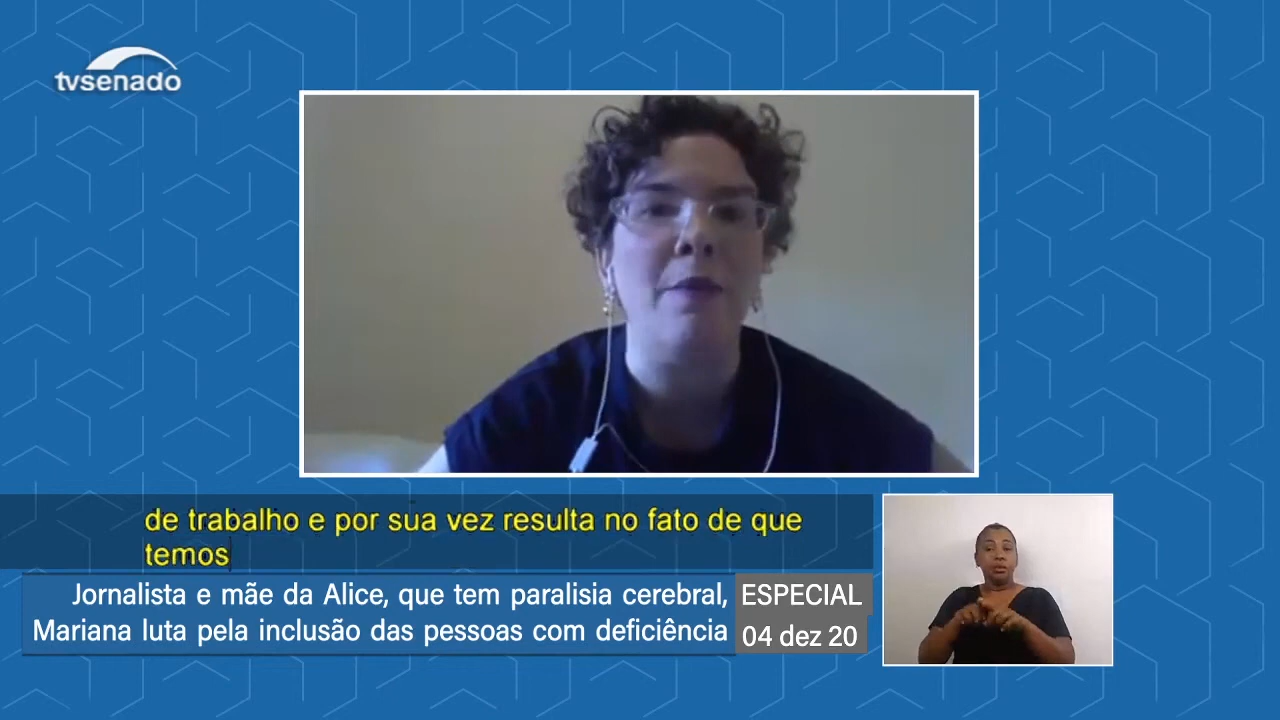 tvsenado
de trabalho e por sua vez resulta no fato de que
temos
Jornalista e mãe da Alice, que tem paralisia cerebral,
Mariana luta pela inclusão das pessoas com deficiência
ESPECIAL
04 dez 20